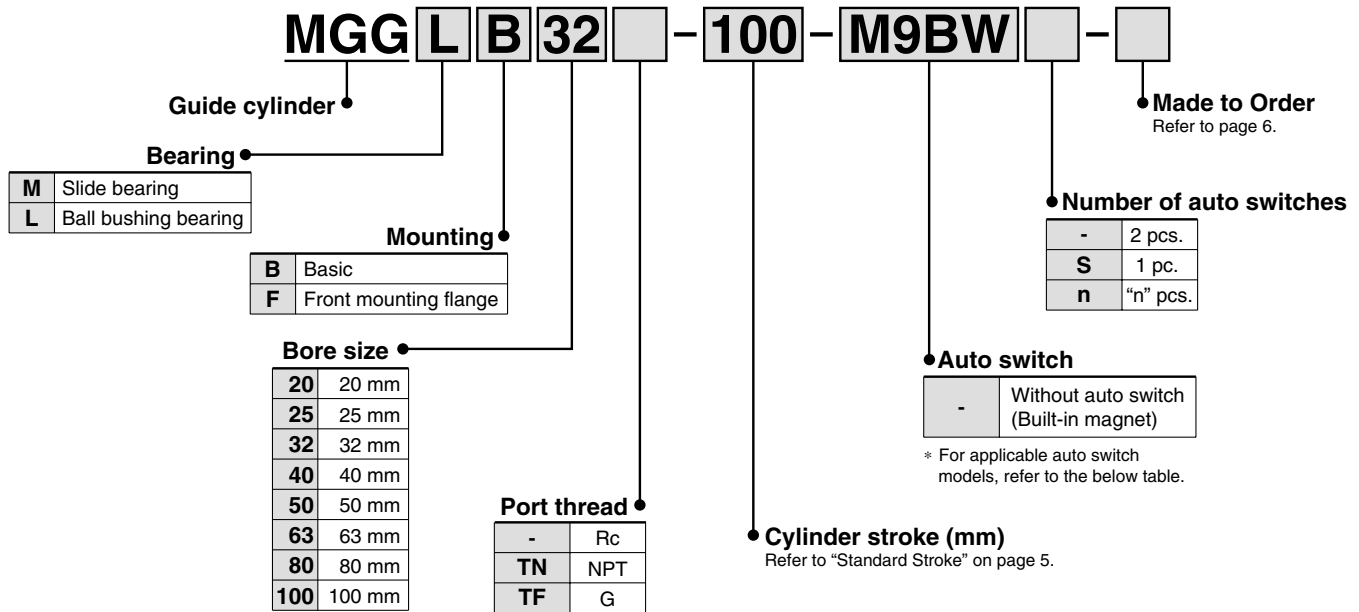 MGG L B 32 - 100 - M9BW -
Guide cylinder
Made to Order
Refer to page 6.
Bearing
M Slide bearing
L Ball bushing bearing
Number of auto switches
- 2 pcs.
S 1 pc.
n "n" pcs.
Mounting
B Basic
F Front mounting flange
Bore size
20 20 mm
25 25 mm
32 32 mm
40 40 mm
50 50 mm
63 63 mm
80 80 mm
100 100 mm
Auto switch
- Without auto switch
(Built-in magnet)
* For applicable auto switch
models, refer to the below table.
Port thread
- Rc
TN NPT
TF G
Cylinder stroke (mm)
Refer to "Standard Stroke" on page 5.